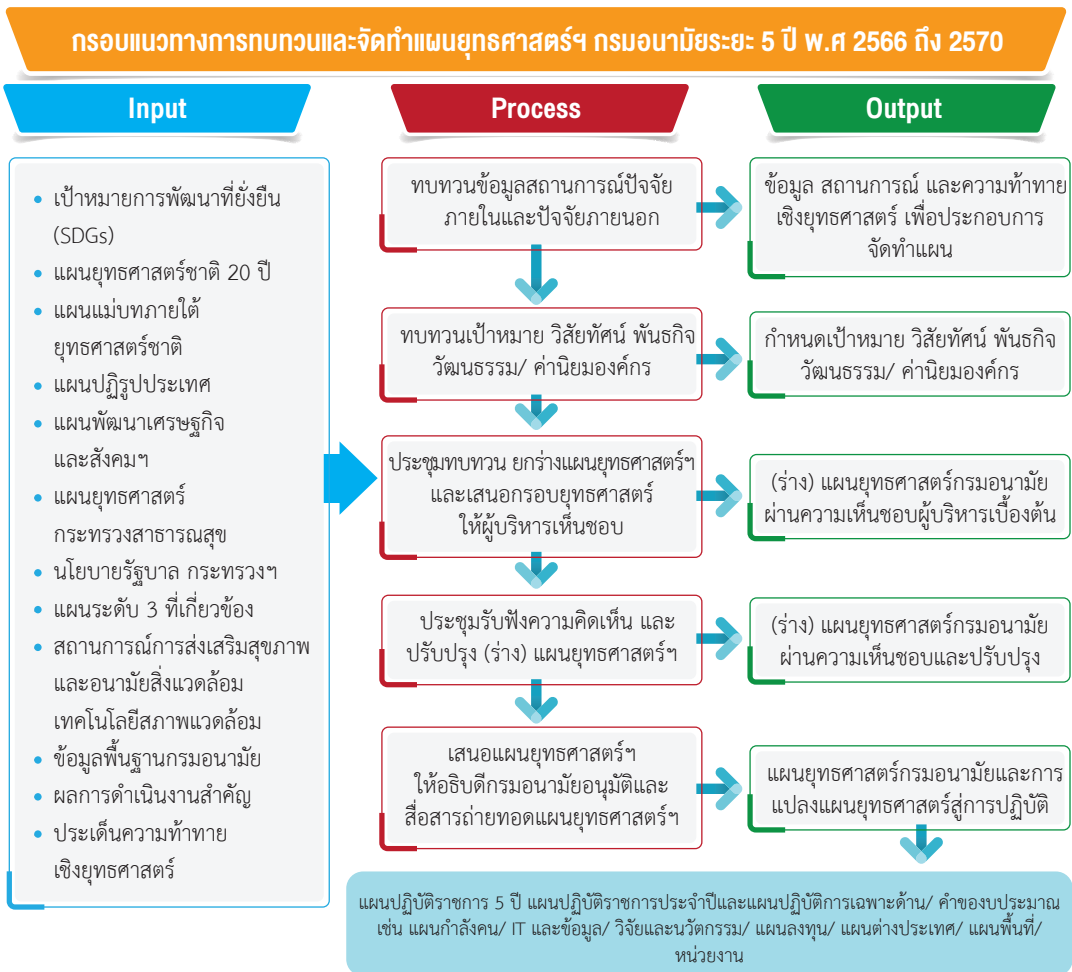 กรอบแนวทางการทบทวนและจัดทำแผนยุทธศาสตร์ฯ กรมอนามัยระยะ 5 ปี พ.ศ 2566 ถึง 2570
Input
• เป้าหมายการพัฒนาที่ยั่งยืน
(SDGs)
• แผนยุทธศาสตร์ชาติ 20 ปี
• แผนแม่บทภายใต้
ยุทธศาสตร์ชาติ
• แผนปฏิรูปประเทศ
• แผนพัฒนาเศรษฐกิจ
และสังคมฯ
• แผนยุทธศาสตร์
กระทรวงสาธารณสุข
• นโยบายรัฐบาล กระทรวงฯ
• แผนระดับ 3 ที่เกี่ยวข้อง
• สถานการณ์การส่งเสริมสุขภาพ
และอนามัยสิ่งแวดล้อม
เทคโนโลยีสภาพแวดล้อม
• ข้อมูลพื้นฐานกรมอนามัย
• ผลการดำเนินงานสำคัญ
• ประเด็นความท้าทาย
เชิงยุทธศาสตร์
Process
ทบทวนข้อมูลสถานการณ์ปัจจัย
ภายในและปัจจัยภายนอก
ทบทวนเป้าหมาย วิสัยทัศน์ พันธกิจ
วัฒนธรรม/ ค่านิยมองค์กร
ประชุมทบทวน ยกร่างแผนยุทธศาสตร์ฯ
และเสนอกรอบยุทธศาสตร์
ให้ผู้บริหารเห็นชอบ
ประชุมรับฟังความคิดเห็น และ
ปรับปรุง (ร่าง) แผนยุทธศาสตร์ฯ
เสนอแผนยุทธศาสตร์ฯ
ให้อธิบดีกรมอนามัยอนุมัติและ
สื่อสารถ่ายทอดแผนยุทธศาสตร์ฯ
Output
ข้อมูล สถานการณ์ และความท้าทาย
เชิงยุทธศาสตร์ เพื่อประกอบการ
จัดทำแผน
กำหนดเป้าหมาย วิสัยทัศน์ พันธกิจ
วัฒนธรรม/ ค่านิยมองค์กร
(ร่าง) แผนยุทธศาสตร์กรมอนามัย
ผ่านความเห็นชอบผู้บริหารเบื้องต้น
(ร่าง) แผนยุทธศาสตร์กรมอนามัย
ผ่านความเห็นชอบและปรับปรุง
แผนยุทธศาสตร์กรมอนามัยและการ
แปลงแผนยุทธศาสตร์สู่การปฏิบัติ
แผนปฏิบัติราชการ 5 ปี แผนปฏิบัติราชการประจำปีและแผนปฏิบัติการเฉพาะด้าน/ คำของบประมาณ
เช่น แผนกำลังคน/ IT และข้อมูล/ วิจัยและนวัตกรรม/ แผนลงทุน/ แผนต่างประเทศ/ แผนพื้นที่/
หน่วยงาน